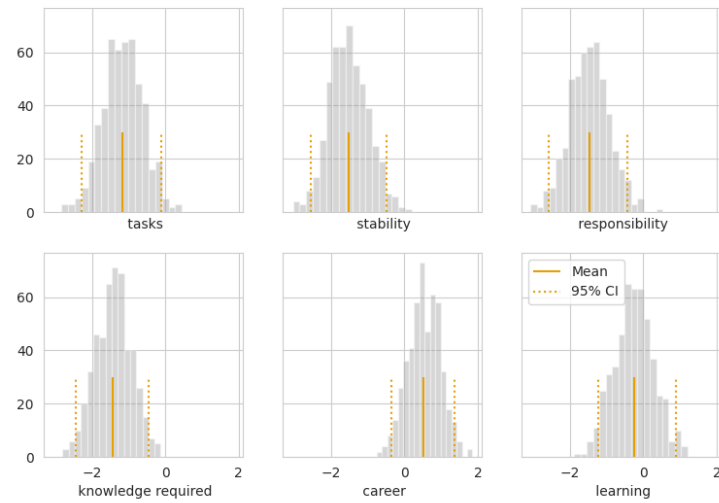 60
40
20
0
tasks
stability
responsibility
60
40
20
0
Mean
95% CI
−2 0 2
−2 0 2
−2 0 2
knowledge required
career
learning